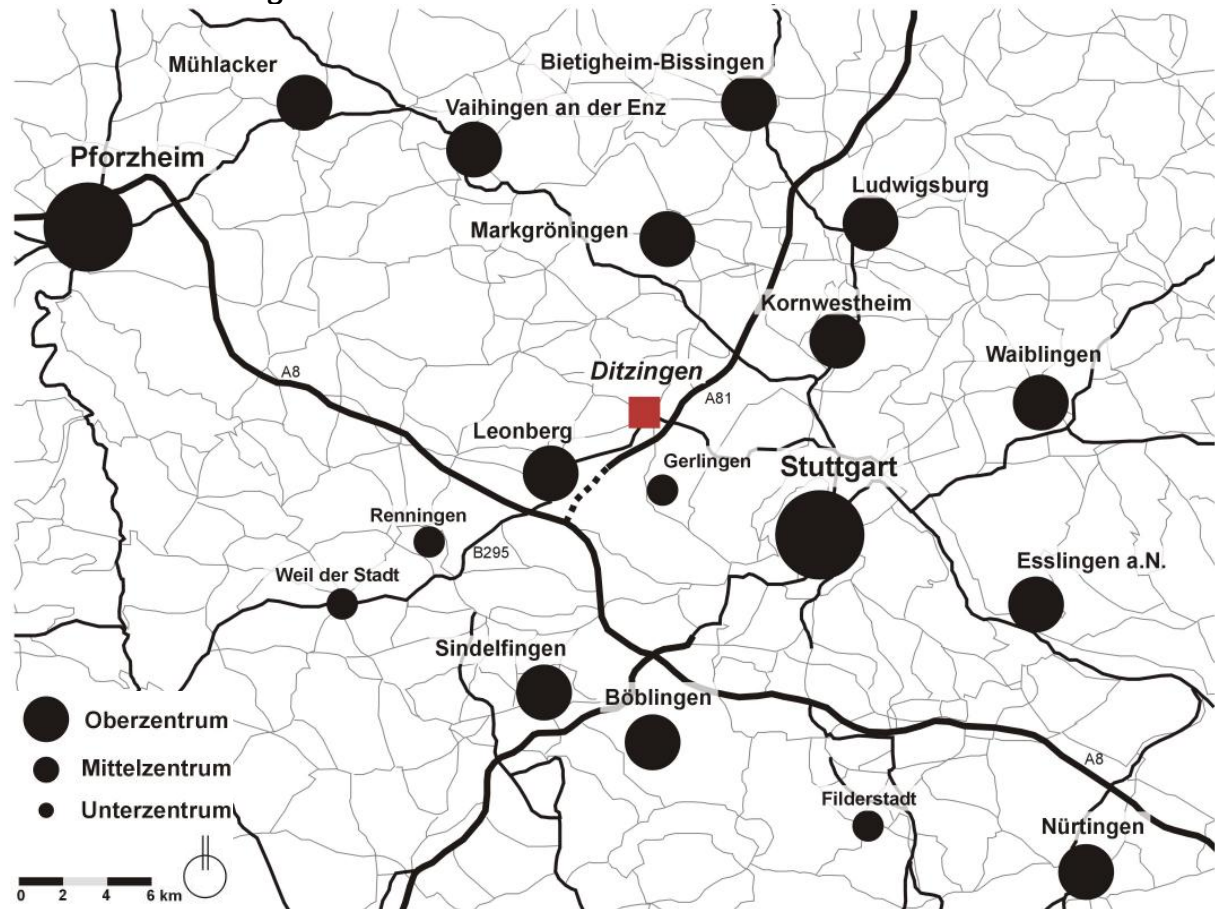 Mühlacker
Bietigheim-Bissingen
Vaihingen an der Enz
Pforzheim
Ludwigsburg
Markgröningen
Kornwestheim
Waiblingen
Ditzingen
A8
A81
Leonberg
Gerlingen
Stuttgart
Renningen
B295
Weil der Stadt
Esslingen a.N.
Sindelfingen
Böblingen
Oberzentrum
Mittelzentrum
Unterzentrum
A8
Filderstadt
Nürtingen
0 2 4 6 km